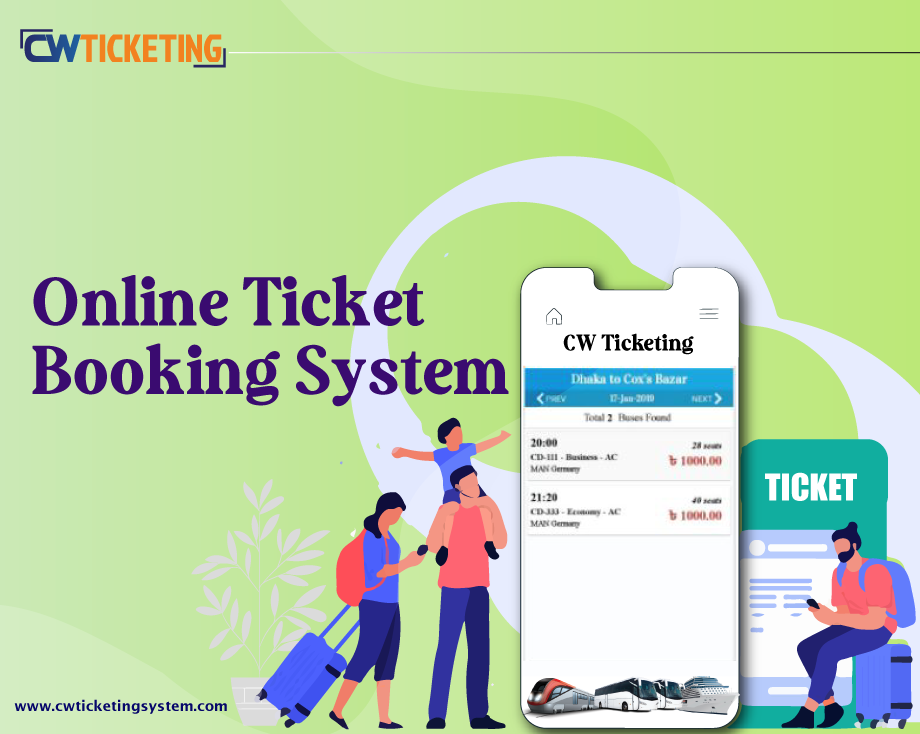 CWTICKETING
Online Ticket
Booking System
CW Ticketing
Dhaka to Cox's Bazar
PREV 17-Jan-2019 NEXT
Total 2 Buses Found
20:00 28 seats
CD-111 - Business - AC ৳ 1000.00
MAN Germany
21:20 40 seats
CD-333 - Economy - AC ৳ 1000.00
MAN Germany
TICKET
www.cwticketingsystem.com